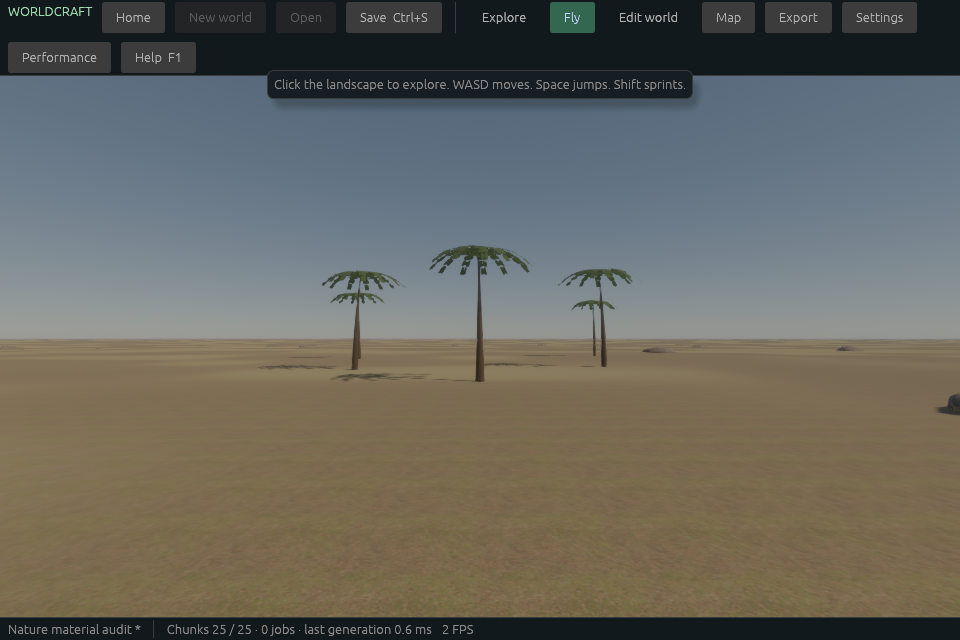 WORLDCRAFT Home New world Open Save Ctrl+S Explore Fly Edit world Map Export Settings
Performance Help F1
Click the landscape to explore. WASD moves. Space jumps. Shift sprints.
Nature material audit * Chunks 25 / 25 · 0 jobs · last generation 0.6 ms 2 FPS